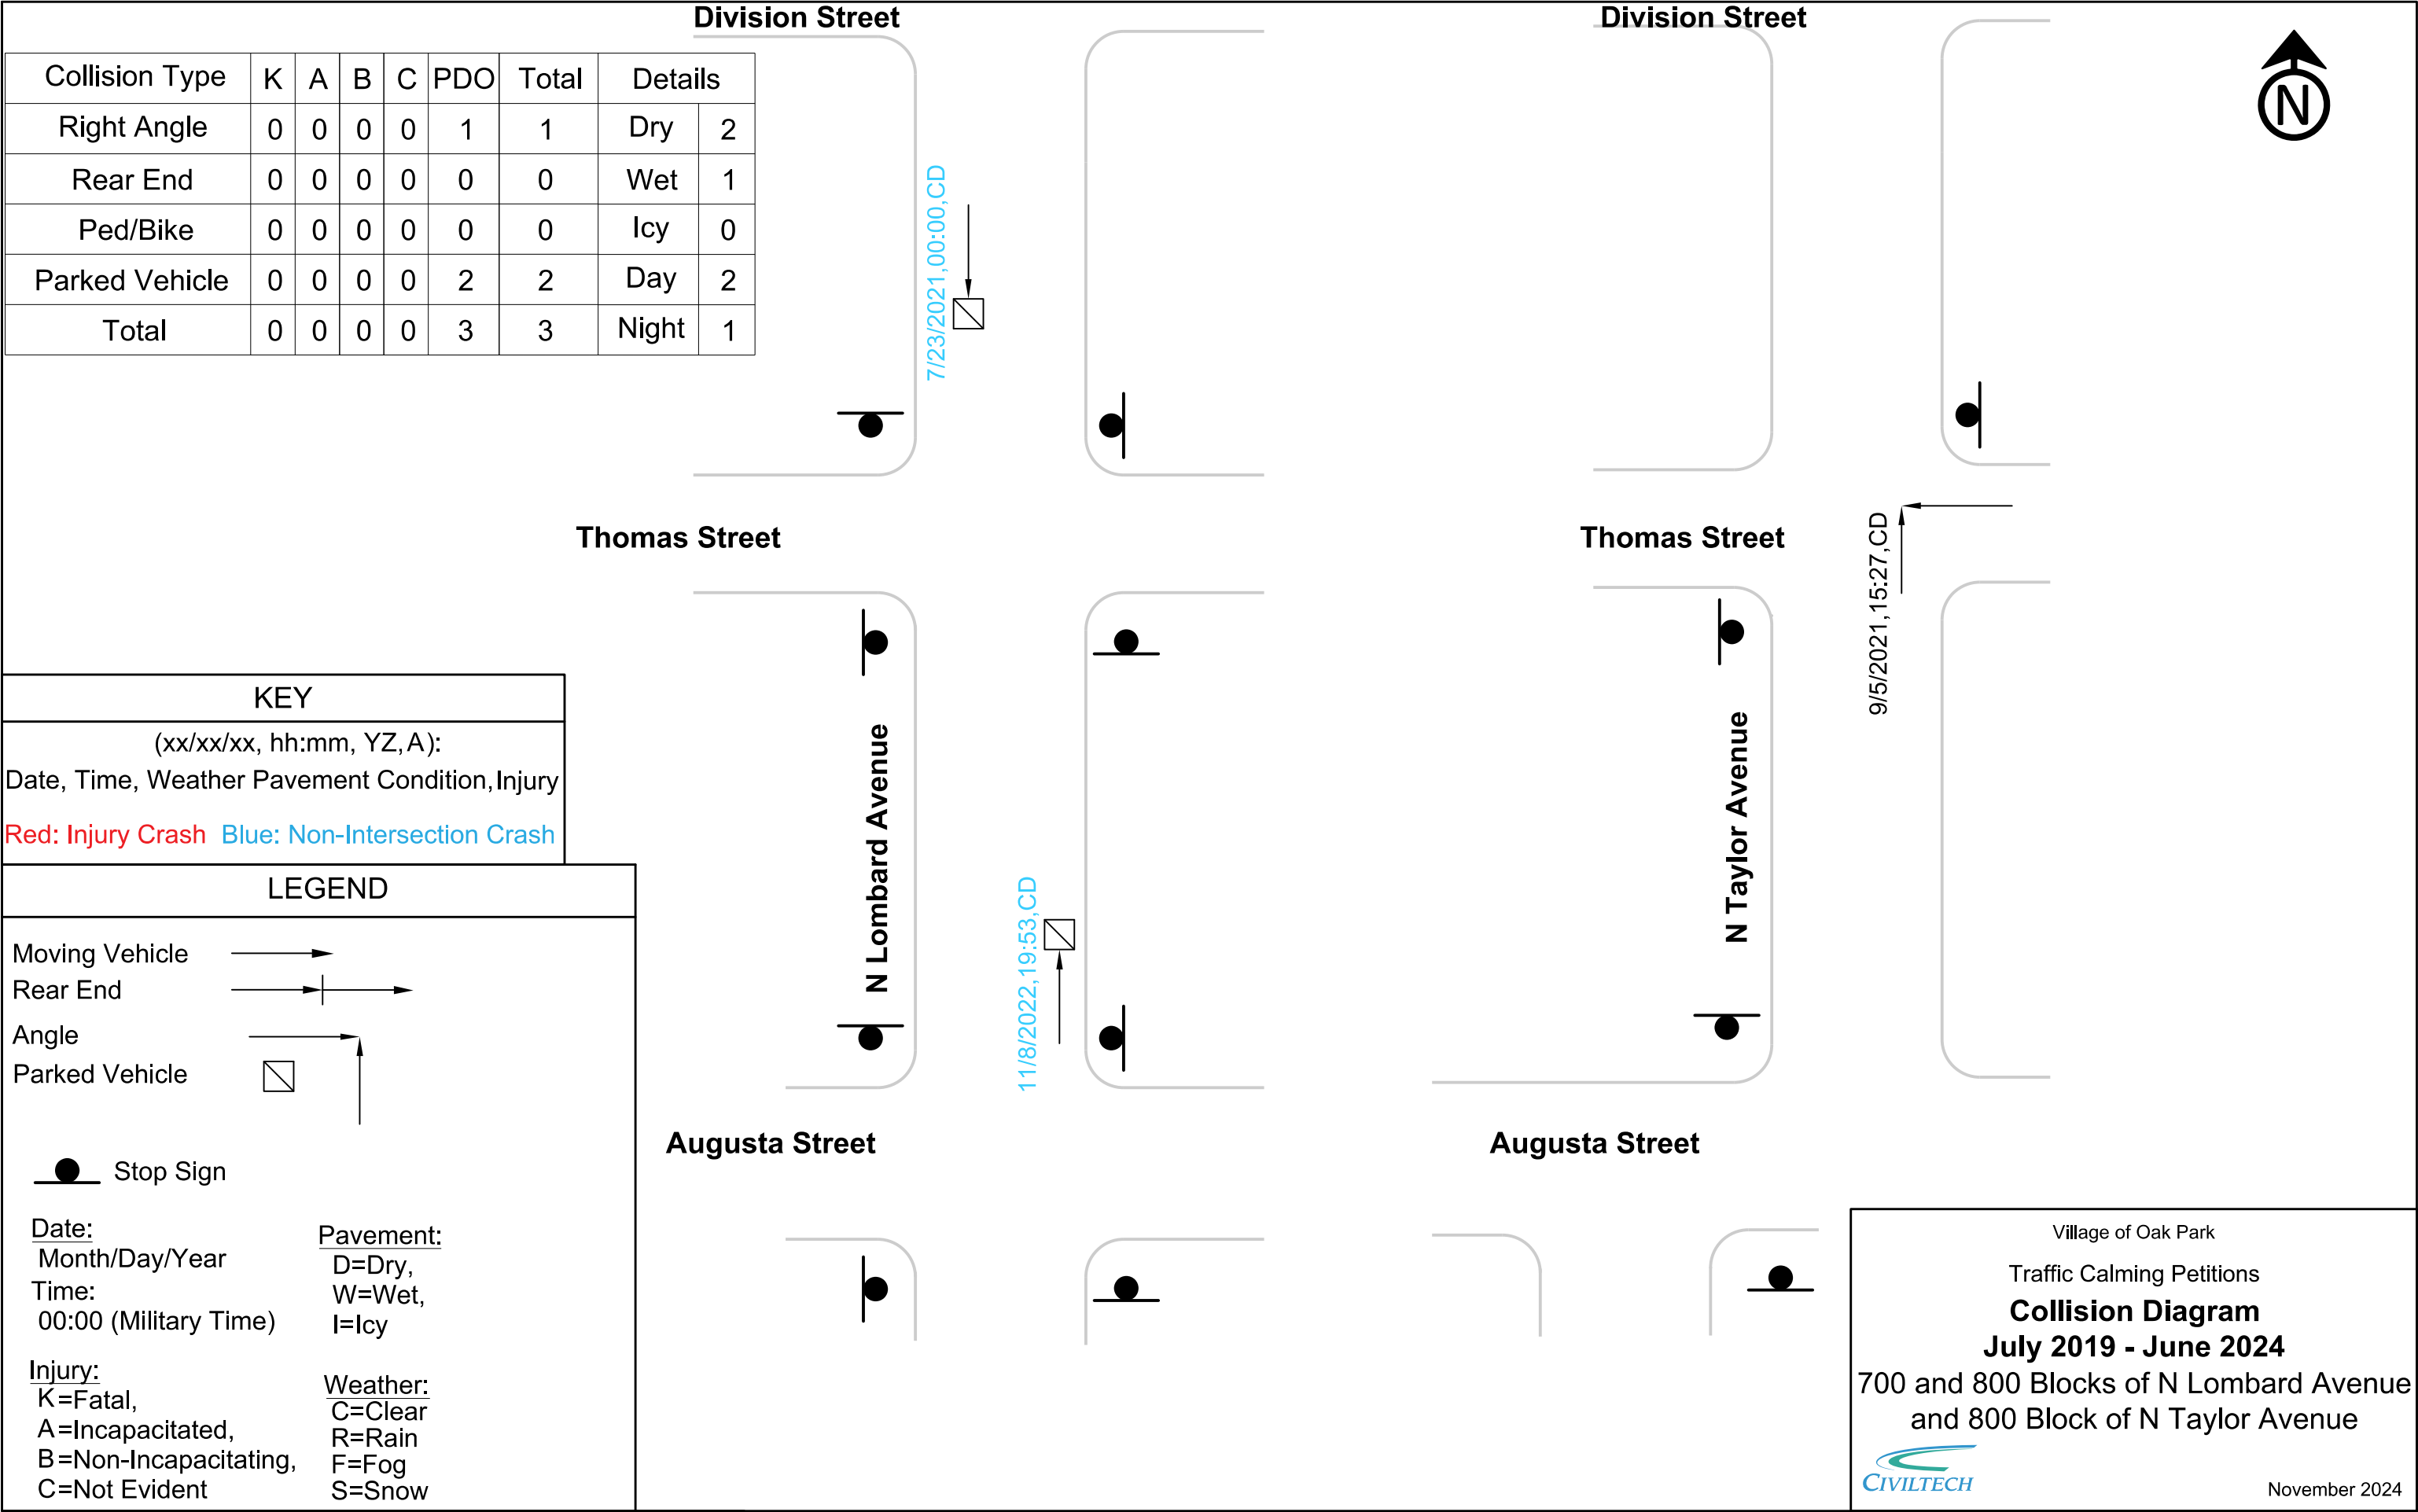 Division Street
Division Street
Collision Type K A B C PDO Total Details
Right Angle 0 0 0 0 1 1 Dry 2
Rear End 0 0 0 0 0 0 Wet 1
Ped/Bike 0 0 0 0 0 0 Icy 0
Parked Vehicle 0 0 0 0 2 2 Day 2
Total 0 0 0 0 3 3 Night 1
N
7/23/2021,00:00,CD
Thomas Street
Thomas Street
9/5/2021,15:27,CD
N Lombard Avenue
N Taylor Avenue
11/8/2022,19:53,CD
Augusta Street
Augusta Street
KEY
(xx/xx/xx, hh:mm, YZ,A):
Date, Time, Weather Pavement Condition,Injury
Red: Injury Crash Blue: Non-Intersection Crash
LEGEND
Moving Vehicle
Rear End
Angle
Parked Vehicle
Stop Sign
Date:
Month/Day/Year
Time:
00:00 (Military Time)
Pavement:
D=Dry,
W=Wet,
I=Icy
Injury:
K=Fatal,
A=Incapacitated,
B=Non-Incapacitating,
C=Not Evident
Weather:
C=Clear
R=Rain
F=Fog
S=Snow
Village of Oak Park
Traffic Calming Petitions
Collision Diagram
July 2019 - June 2024
700 and 800 Blocks of N Lombard Avenue
and 800 Block of N Taylor Avenue
CIVILTECH
November 2024